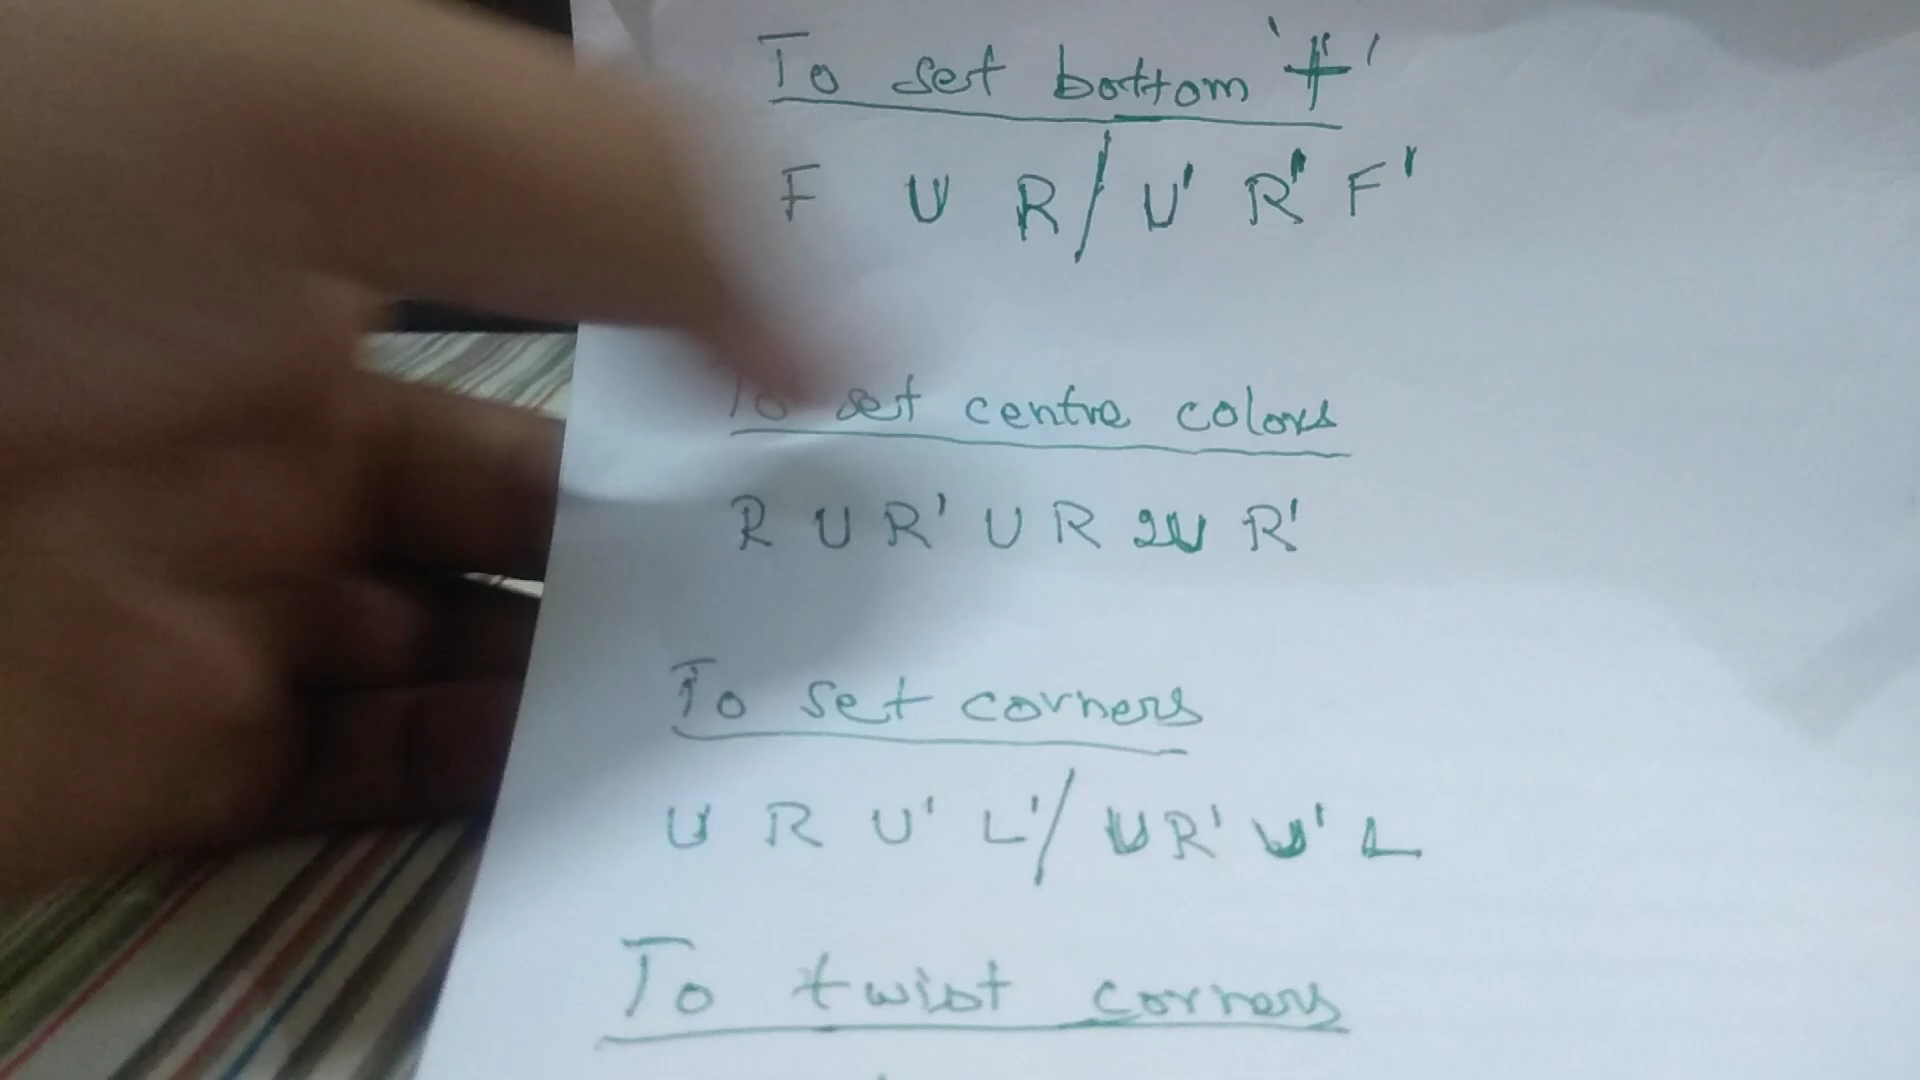 To set bottom '+'
F U R / U' R' F'
To set centre colors
R U R' U R 2U R'
To set corners
U R U' L' / U R' U' L
To twist corners